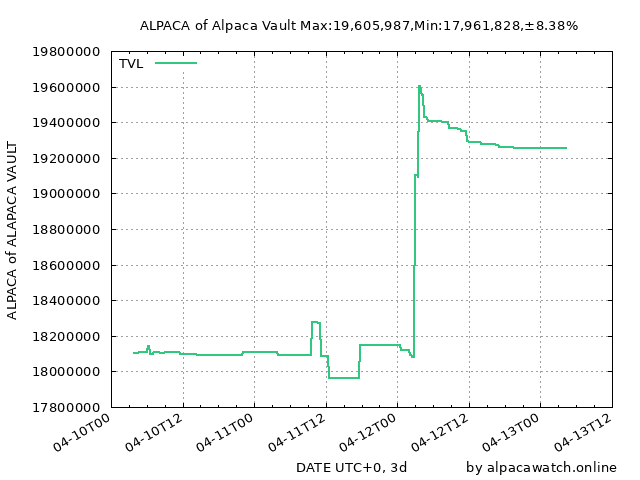 ALPACA of Alpaca Vault Max:19,605,987,Min:17,961,828,±8.38%
TVL
19800000
19600000
19400000
19200000
19000000
18800000
18600000
18400000
18200000
18000000
17800000
ALPACA of ALAPACA VAULT
04-10T00
04-10T12
04-11T00
04-11T12
04-12T00
04-12T12
04-13T00
04-13T12
DATE UTC+0, 3d
by alpacawatch.online